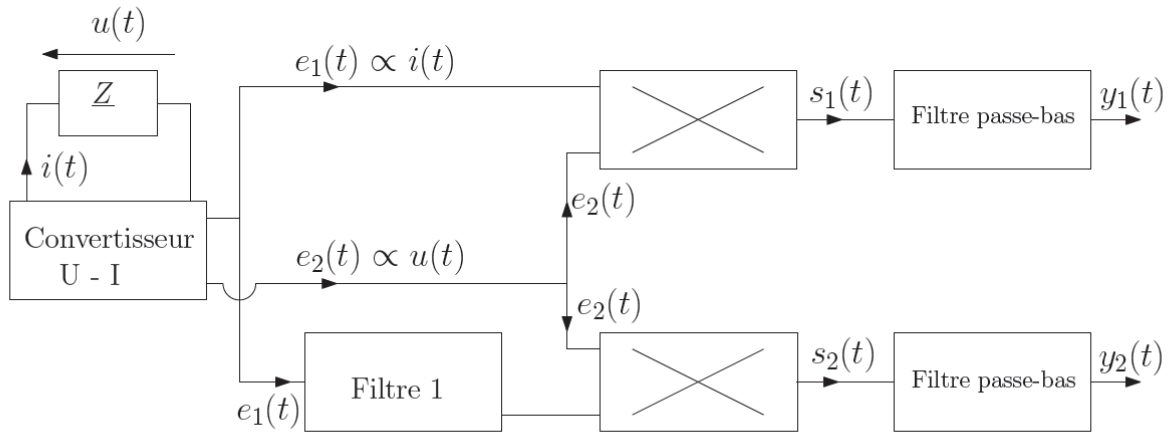 u(t)
Z
i(t)
Convertisseur
U - I
e₁(t) ∝ i(t)
e₂(t) ∝ u(t)
e₂(t)
e₂(t)
e₁(t)
Filtre 1
s₁(t)
Filtre passe-bas
y₁(t)
s₂(t)
Filtre passe-bas
y₂(t)